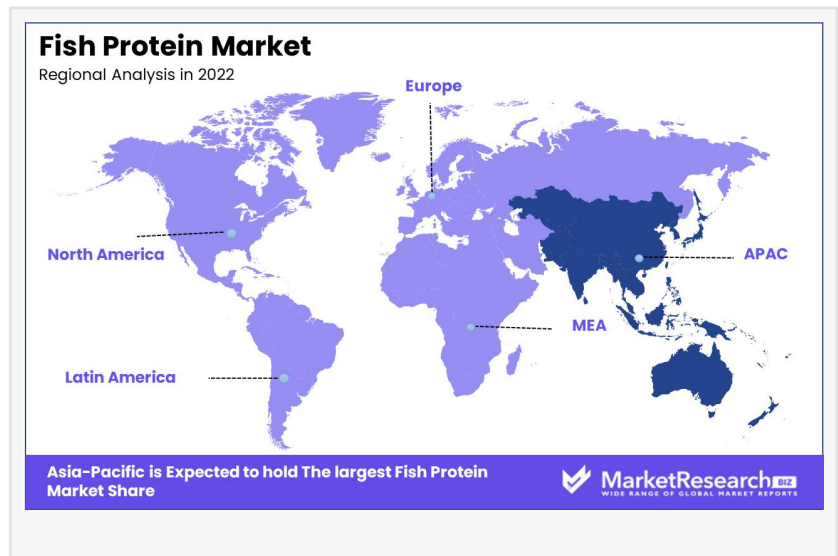 Fish Protein Market
Regional Analysis in 2022
Europe
North America
APAC
MEA
Latin America
Asia-Pacific is Expected to hold The largest Fish Protein
Market Share
MarketResearch BIZ
WIDE RANGE OF GLOBAL MARKET REPORTS